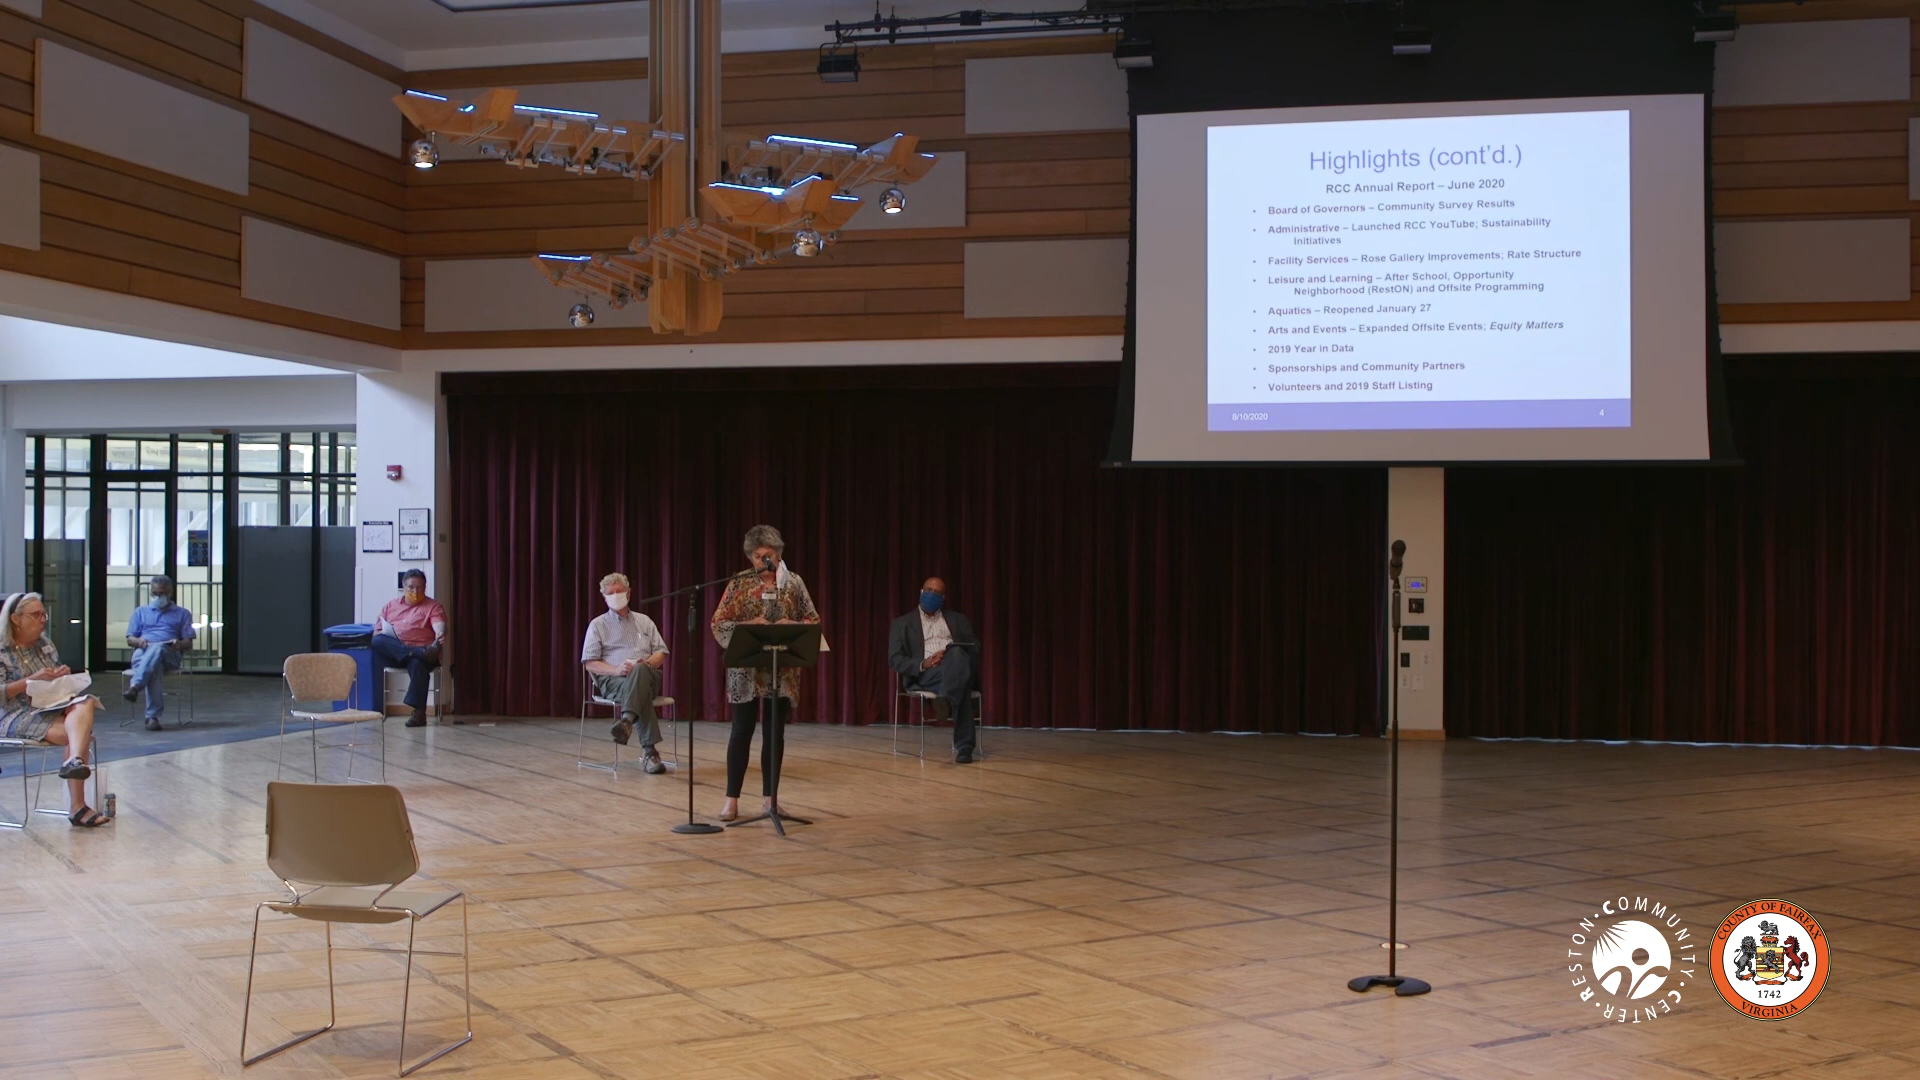 Highlights (cont'd.)
RCC Annual Report – June 2020
• Board of Governors – Community Survey Results
• Administrative – Launched RCC YouTube; Sustainability
Initiatives
• Facility Services – Rose Gallery Improvements; Rate Structure
• Leisure and Learning – After School, Opportunity
Neighborhood (RestON) and Offsite Programming
• Aquatics – Reopened January 27
• Arts and Events – Expanded Offsite Events; Equity Matters
• 2019 Year in Data
• Sponsorships and Community Partners
• Volunteers and 2019 Staff Listing
8/10/2020 4
216
RESTON • COMMUNITY • CENTER •
COUNTY OF FAIRFAX
1742
VIRGINIA